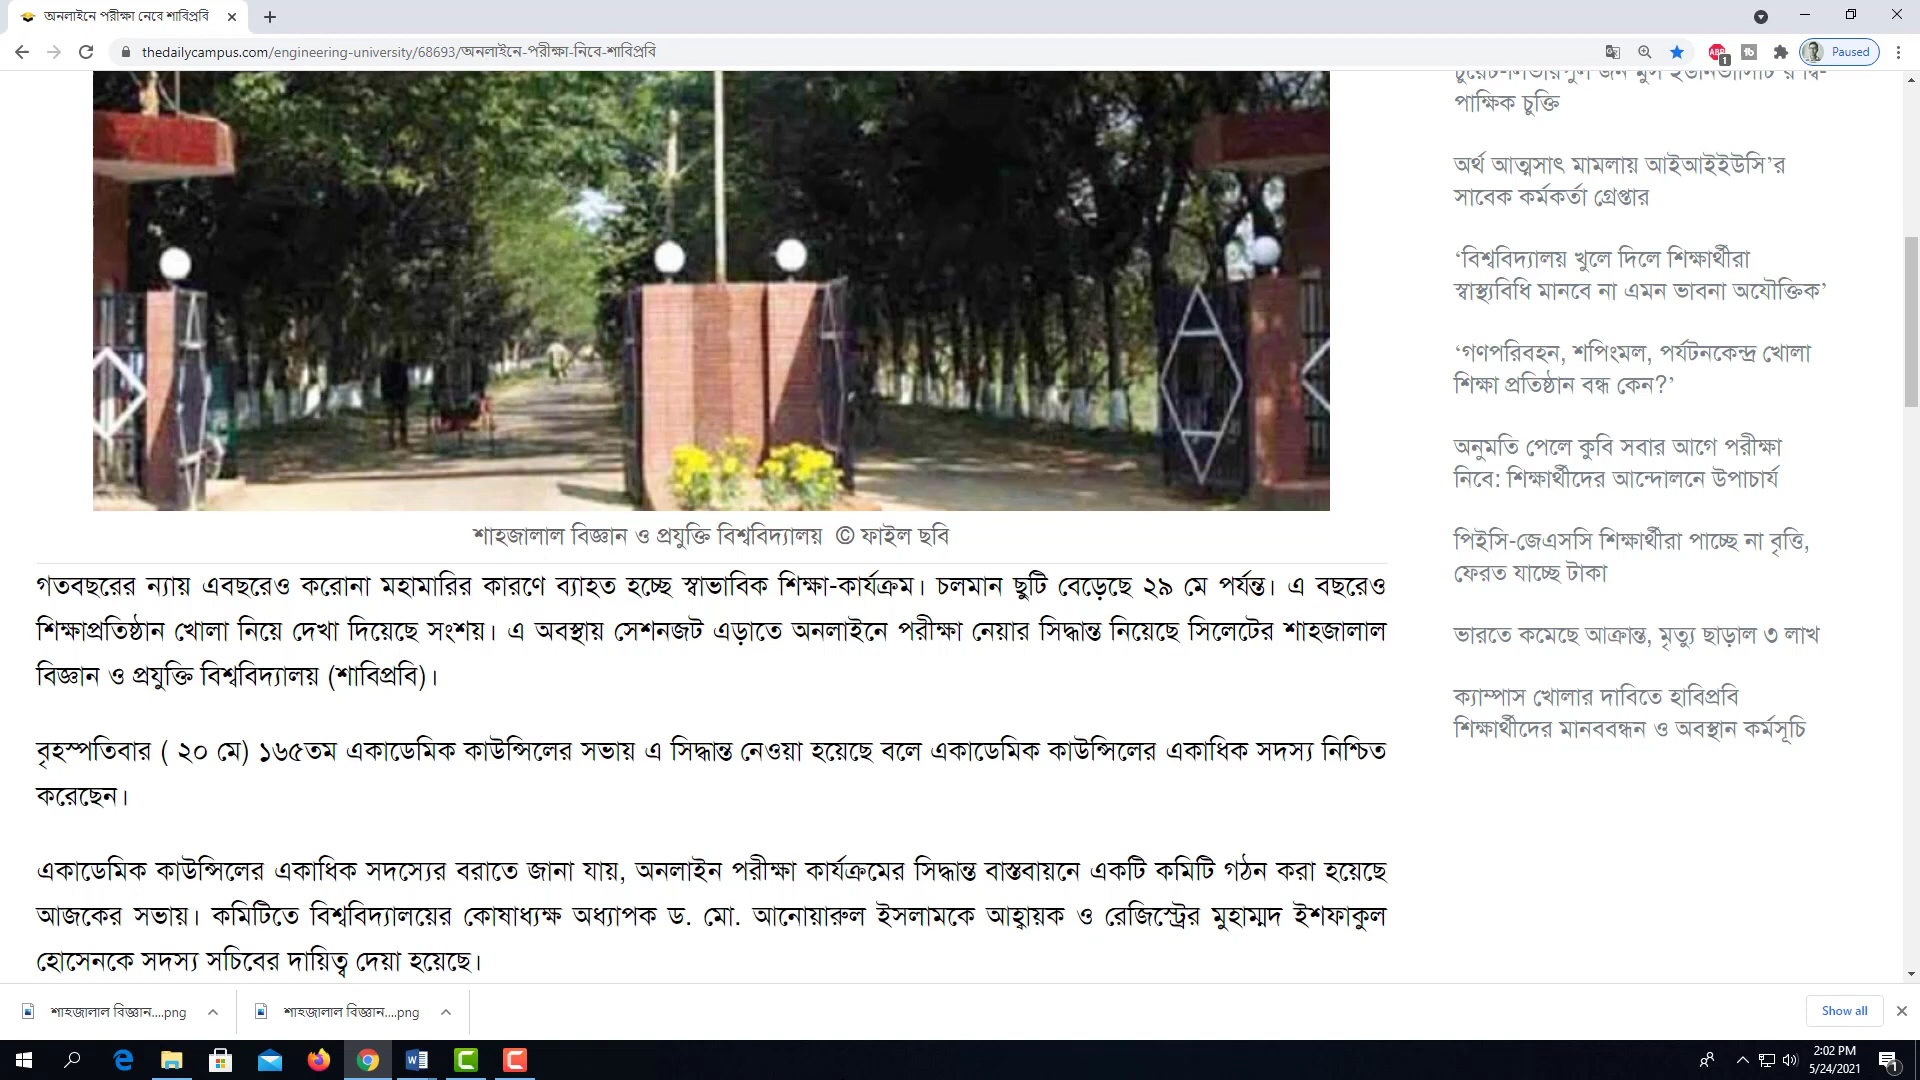 অনলাইনে পরীক্ষা নেবে শাবিপ্রবি
thedailycampus.com/engineering-university/68693/অনলাইনে-পরীক্ষা-নিবে-শাবিপ্রবি
Paused
শাহজালাল বিজ্ঞান ও প্রযুক্তি বিশ্ববিদ্যালয় © ফাইল ছবি
গতবছরের ন্যায় এবছরেও করোনা মহামারির কারণে ব্যাহত হচ্ছে স্বাভাবিক শিক্ষা-কার্যক্রম। চলমান ছুটি বেড়েছে ২৯ মে পর্যন্ত। এ বছরেও
শিক্ষাপ্রতিষ্ঠান খোলা নিয়ে দেখা দিয়েছে সংশয়। এ অবস্থায় সেশনজট এড়াতে অনলাইনে পরীক্ষা নেয়ার সিদ্ধান্ত নিয়েছে সিলেটের শাহজালাল
বিজ্ঞান ও প্রযুক্তি বিশ্ববিদ্যালয় (শাবিপ্রবি)।
বৃহস্পতিবার ( ২০ মে) ১৬৫তম একাডেমিক কাউন্সিলের সভায় এ সিদ্ধান্ত নেওয়া হয়েছে বলে একাডেমিক কাউন্সিলের একাধিক সদস্য নিশ্চিত
করেছেন।
একাডেমিক কাউন্সিলের একাধিক সদস্যের বরাতে জানা যায়, অনলাইন পরীক্ষা কার্যক্রমের সিদ্ধান্ত বাস্তবায়নে একটি কমিটি গঠন করা হয়েছে
আজকের সভায়। কমিটিতে বিশ্ববিদ্যালয়ের কোষাধ্যক্ষ অধ্যাপক ড. মো. আনোয়ারুল ইসলামকে আহ্বায়ক ও রেজিস্ট্রের মুহাম্মদ ইশফাকুল
হোসেনকে সদস্য সচিবের দায়িত্ব দেয়া হয়েছে।
পাক্ষিক চুক্তি
অর্থ আত্মসাৎ মামলায় আইআইইউসি’র
সাবেক কর্মকর্তা গ্রেপ্তার
‘বিশ্ববিদ্যালয় খুলে দিলে শিক্ষার্থীরা
স্বাস্থ্যবিধি মানবে না এমন ভাবনা অযৌক্তিক’
‘গণপরিবহন, শপিংমল, পর্যটনকেন্দ্র খোলা
শিক্ষা প্রতিষ্ঠান বন্ধ কেন?’
অনুমতি পেলে কুবি সবার আগে পরীক্ষা
নিবে: শিক্ষার্থীদের আন্দোলনে উপাচার্য
পিইসি-জেএসসি শিক্ষার্থীরা পাচ্ছে না বৃত্তি,
ফেরত যাচ্ছে টাকা
ভারতে কমেছে আক্রান্ত, মৃত্যু ছাড়াল ৩ লাখ
ক্যাম্পাস খোলার দাবিতে হাবিপ্রবি
শিক্ষার্থীদের মানববন্ধন ও অবস্থান কর্মসূচি
শাহজালাল বিজ্ঞান....png
শাহজালাল বিজ্ঞান....png
Show all
2:02 PM
5/24/2021